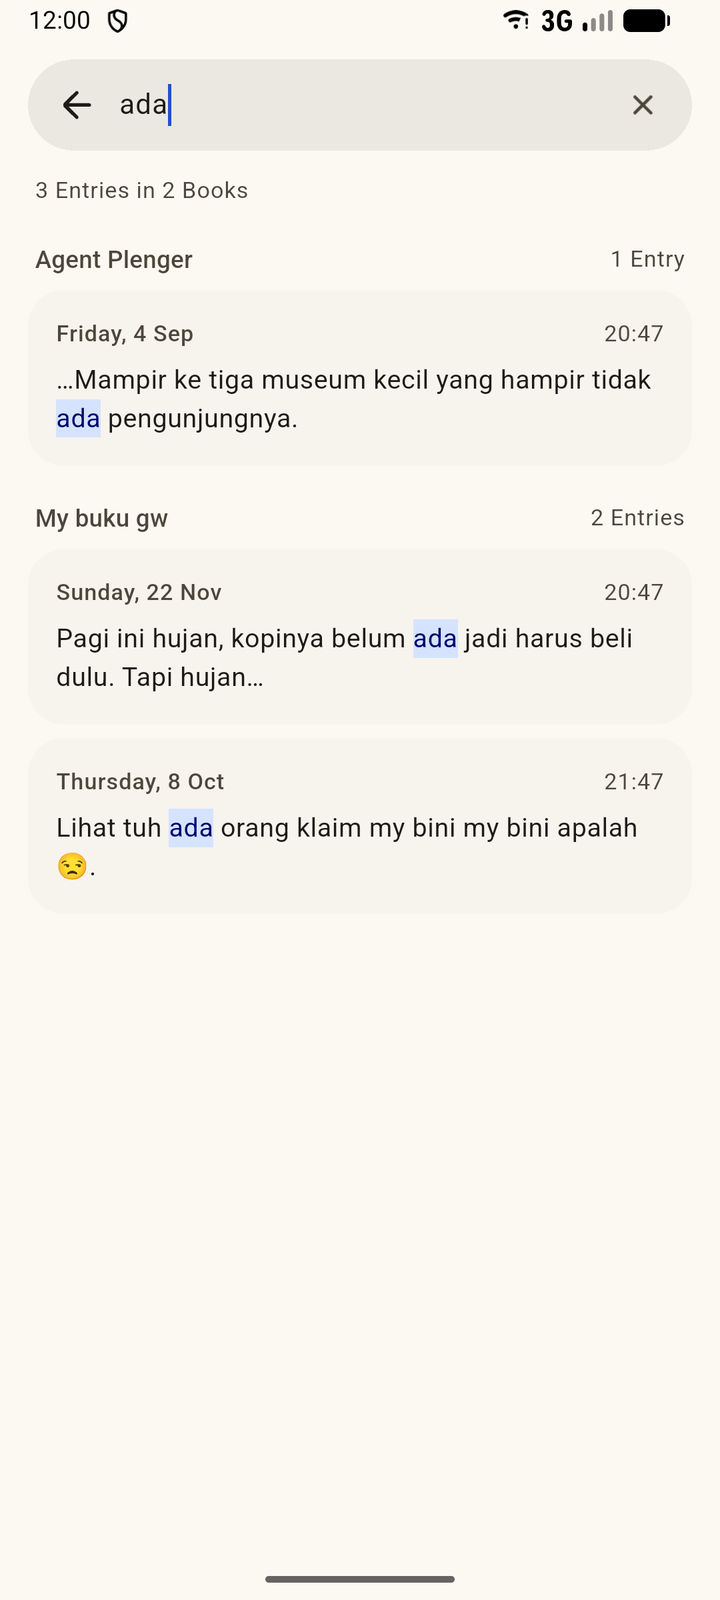 12:00
3G
ada
3 Entries in 2 Books
Agent Plenger
1 Entry
Friday, 4 Sep
20:47
…Mampir ke tiga museum kecil yang hampir tidak
ada pengunjungnya.
My buku gw
2 Entries
Sunday, 22 Nov
20:47
Pagi ini hujan, kopinya belum ada jadi harus beli
dulu. Tapi hujan…
Thursday, 8 Oct
21:47
Lihat tuh ada orang klaim my bini my bini apalah
😒.